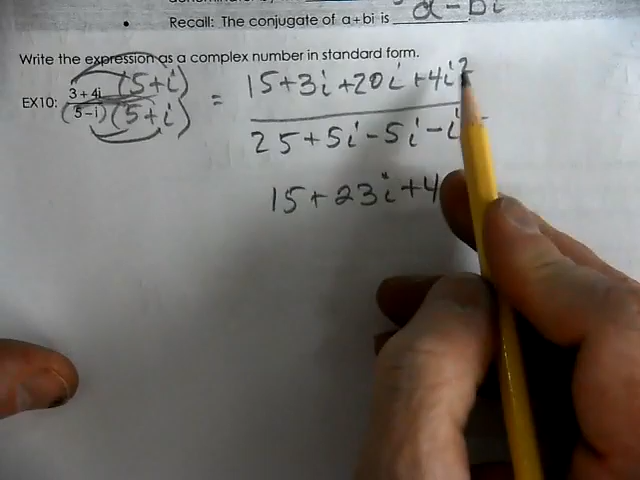 • Recall: The conjugate of a+bi is a - bi
Write the expression as a complex number in standard form.
EX10: 3 + 4i (5+i) / (5 - i) (5+i) = 15+3i+20i+4i² / 25+5i-5i-i
15+23i+4